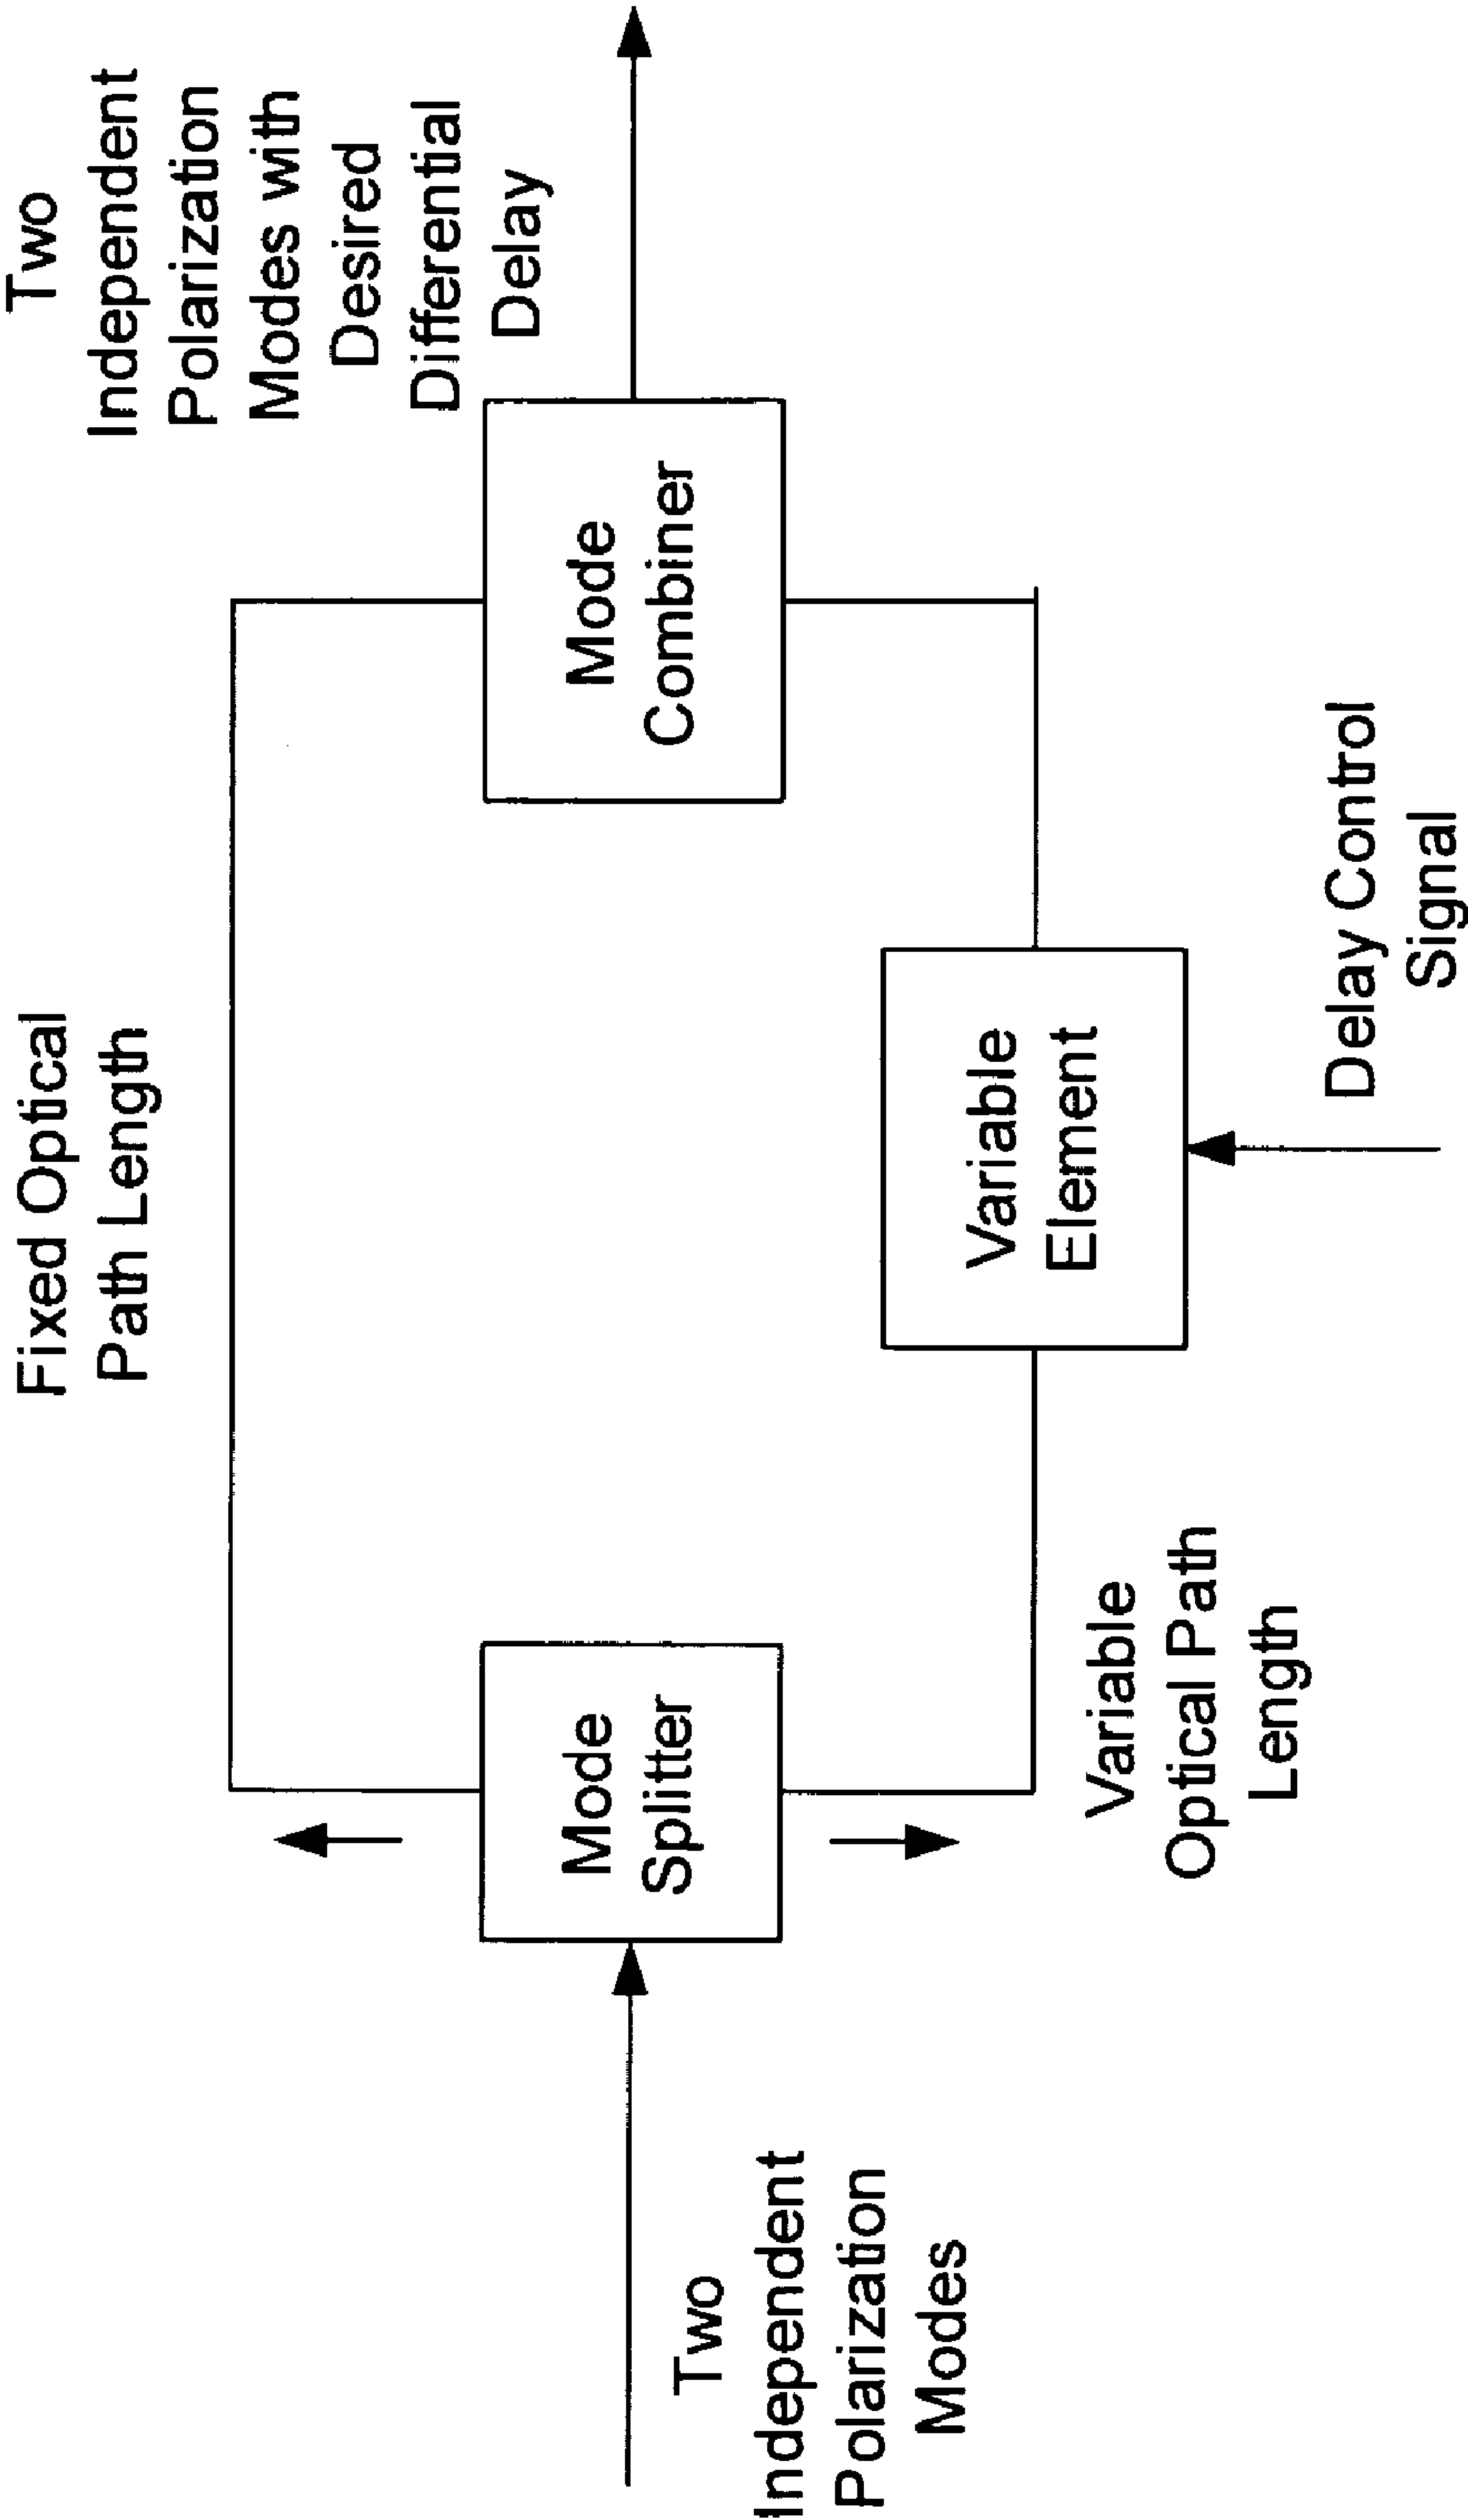 Two
Independent
Polarization
Modes
Mode
Splitter
Fixed Optical
Path Length
Variable
Optical Path
Length
Variable
Element
Delay Control
Signal
Mode
Combiner
Two
Independent
Polarization
Modes with
Desired
Differential
Delay